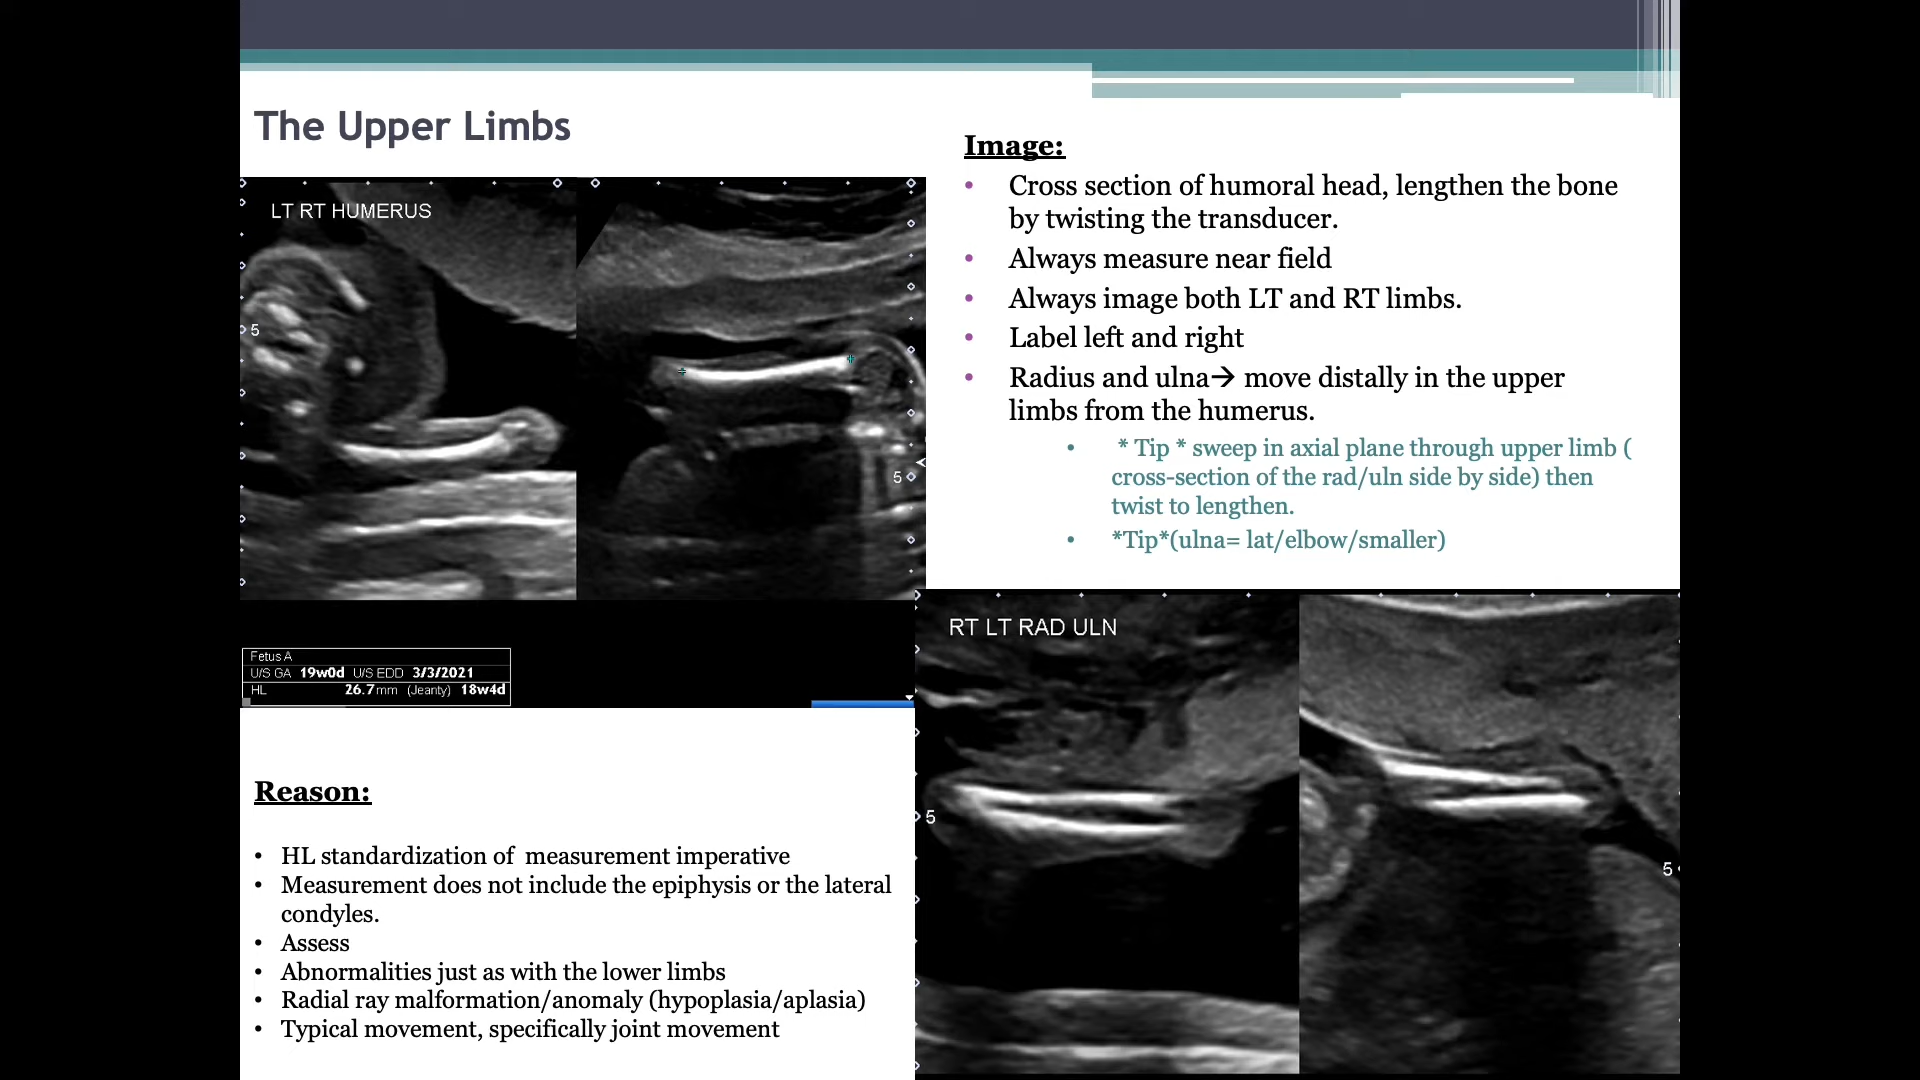 The Upper Limbs
LT RT HUMERUS
5
5
Fetus A
U/S GA 19w0d U/S EDD 3/3/2021
HL 26.7mm (Jeanty) 18w4d
Image:
• Cross section of humoral head, lengthen the bone
by twisting the transducer.
• Always measure near field
• Always image both LT and RT limbs.
• Label left and right
• Radius and ulna→ move distally in the upper
limbs from the humerus.
• * Tip * sweep in axial plane through upper limb (
cross-section of the rad/uln side by side) then
twist to lengthen.
• *Tip*(ulna= lat/elbow/smaller)
RT LT RAD ULN
5
5
Reason:
• HL standardization of measurement imperative
• Measurement does not include the epiphysis or the lateral
condyles.
• Assess
• Abnormalities just as with the lower limbs
• Radial ray malformation/anomaly (hypoplasia/aplasia)
• Typical movement, specifically joint movement